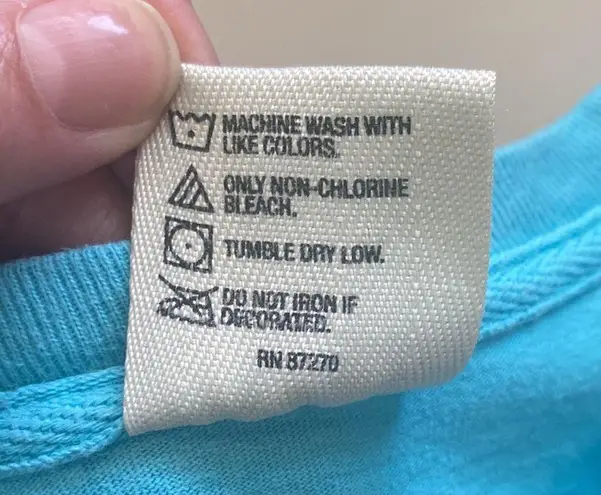 MACHINE WASH WITH
LIKE COLORS.
ONLY NON-CHLORINE
BLEACH.
TUMBLE DRY LOW.
DO NOT IRON IF
DECORATED.
RN 87270